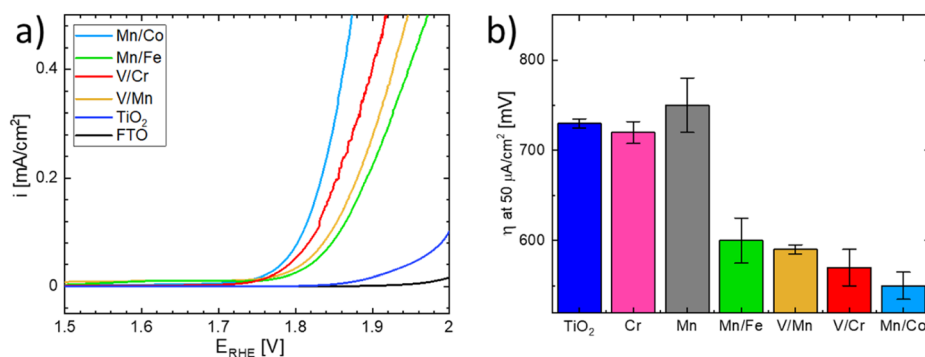 a)
Mn/Co
Mn/Fe
V/Cr
V/Mn
TiO₂
FTO
0.4
0.2
0
i [mA/cm²]
1.5 1.6 1.7 1.8 1.9 2
E_RHE [V]
b)
800
700
600
η at 50 µA/cm² [mV]
TiO₂ Cr Mn Mn/Fe V/Mn V/Cr Mn/Co